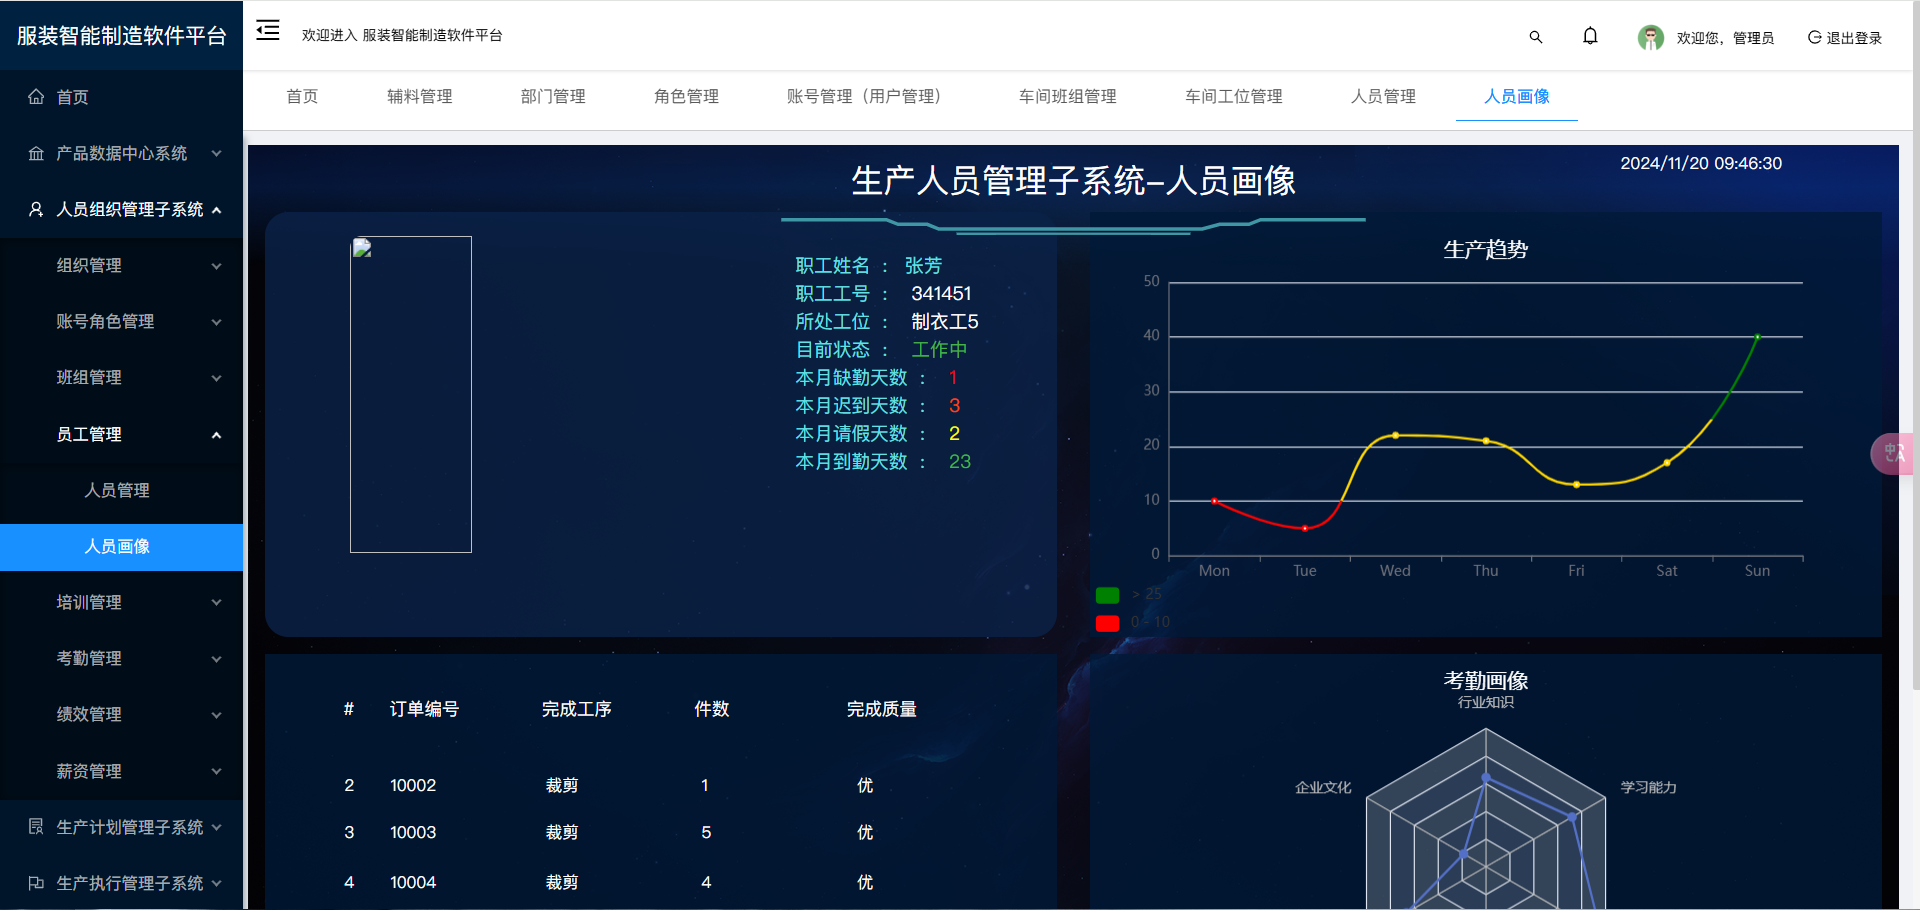 服装智能制造软件平台
欢迎进入 服装智能制造软件平台
欢迎您，管理员
退出登录
首页 辅料管理 部门管理 角色管理 账号管理（用户管理） 车间班组管理 车间工位管理 人员管理 人员画像
首页
产品数据中心系统
人员组织管理子系统
组织管理
账号角色管理
班组管理
员工管理
人员管理
人员画像
培训管理
考勤管理
绩效管理
薪资管理
生产计划管理子系统
生产执行管理子系统
生产人员管理子系统-人员画像
2024/11/20 09:46:30
职工姓名 ： 张芳
职工工号 ： 341451
所处工位 ： 制衣工5
目前状态 ： 工作中
本月缺勤天数 ： 1
本月迟到天数 ： 3
本月请假天数 ： 2
本月到勤天数 ： 23
生产趋势
50
40
30
20
10
0
Mon Tue Wed Thu Fri Sat Sun
> 25
0 - 10
# 订单编号 完成工序 件数 完成质量
2 10002 裁剪 1 优
3 10003 裁剪 5 优
4 10004 裁剪 4 优
考勤画像
行业知识
企业文化
学习能力
中
A